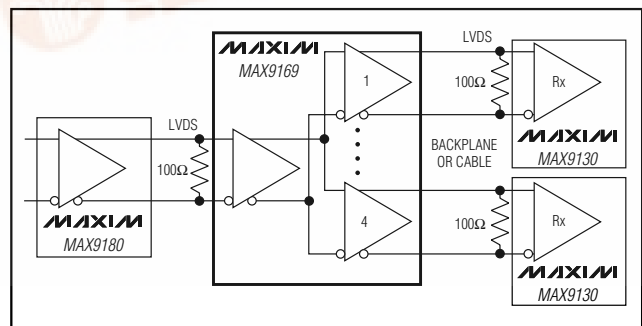 MAXIM
MAX9169
LVDS
1
100Ω
Rx
MAXIM
MAX9130
LVDS
100Ω
BACKPLANE
OR CABLE
MAXIM
MAX9180
4
100Ω
Rx
MAXIM
MAX9130